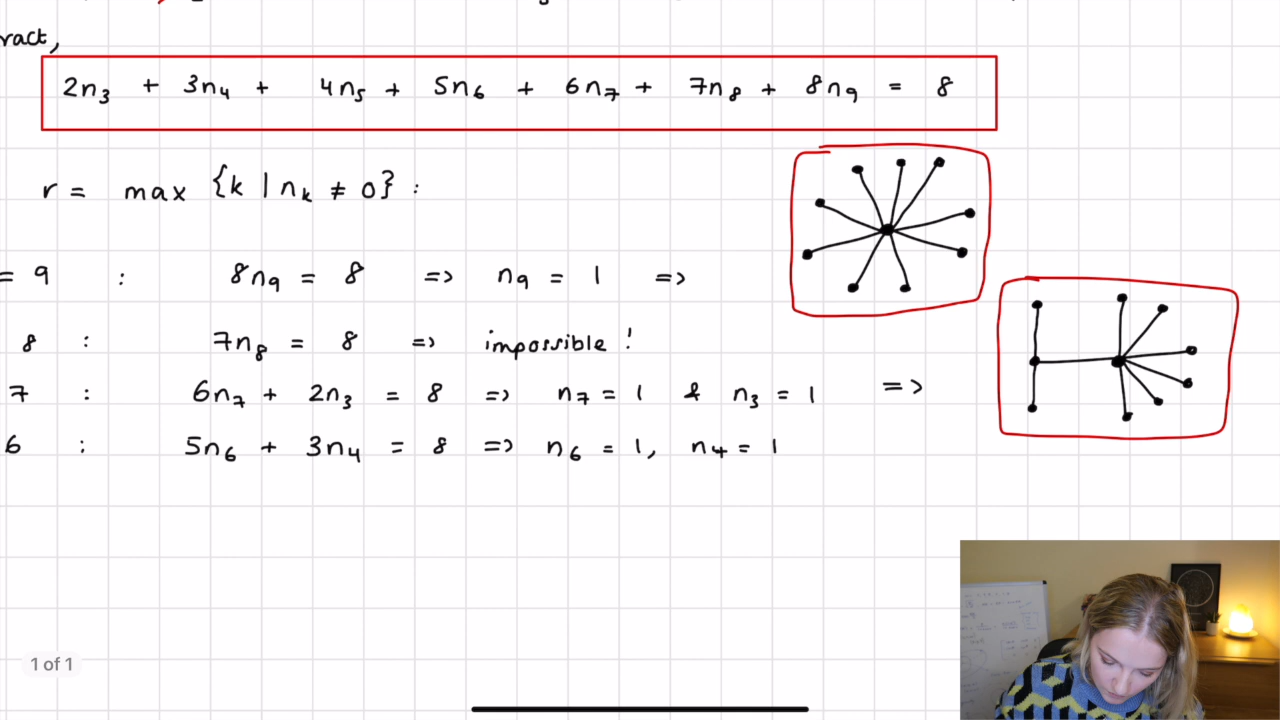 ract,
2n₃ + 3n₄ + 4n₅ + 5n₆ + 6n₇ + 7n₈ + 8n₉ = 8
r = max {k | nₖ ≠ 0} :
= 9 : 8n₉ = 8 => n₉ = 1 =>
8 : 7n₈ = 8 => impossible !
7 : 6n₇ + 2n₃ = 8 => n₇ = 1 & n₃ = 1 =>
6 : 5n₆ + 3n₄ = 8 => n₆ = 1, n₄ = 1
1 of 1